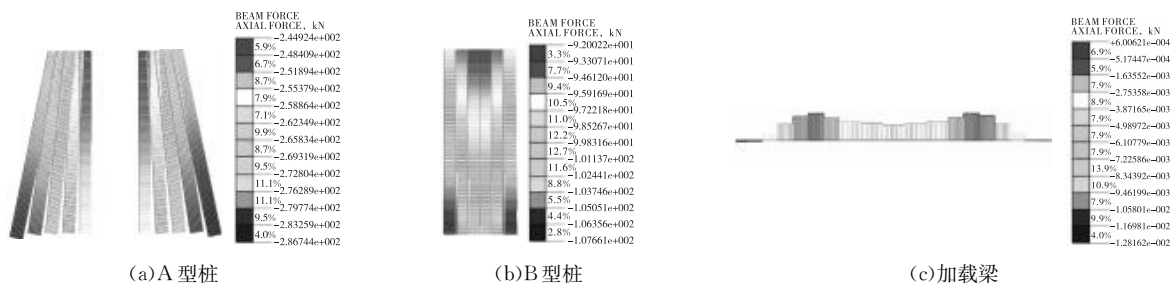 BEAM FORCE
AXIAL FORCE, kN
-2.44924e+002
5.9%
-2.48409e+002
6.7%
-2.51894e+002
8.7%
-2.55379e+002
7.9%
-2.58864e+002
7.1%
-2.62349e+002
9.9%
-2.65834e+002
8.7%
-2.69319e+002
9.5%
-2.72804e+002
11.1%
-2.76289e+002
11.1%
-2.79774e+002
9.5%
-2.83259e+002
4.0%
-2.86744e+002
(a)A型桩
BEAM FORCE
AXIAL FORCE, kN
-9.20022e+001
3.3%
-9.33071e+001
7.7%
-9.46120e+001
9.4%
-9.59169e+001
10.5%
-9.72218e+001
11.0%
-9.85267e+001
12.2%
-9.98316e+001
12.7%
-1.01137e+002
11.6%
-1.02441e+002
8.8%
-1.03746e+002
5.5%
-1.05051e+002
4.4%
-1.06356e+002
2.8%
-1.07661e+002
(b)B型桩
BEAM FORCE
AXIAL FORCE, kN
+6.00621e-004
6.9%
-5.17447e-004
5.9%
-1.63552e-003
7.9%
-2.75358e-003
8.9%
-3.87165e-003
7.9%
-4.98972e-003
7.9%
-6.10779e-003
7.9%
-7.22586e-003
13.9%
-8.34392e-003
10.9%
-9.46199e-003
7.9%
-1.05801e-002
9.9%
-1.16981e-002
4.0%
-1.28162e-002
(c)加载梁